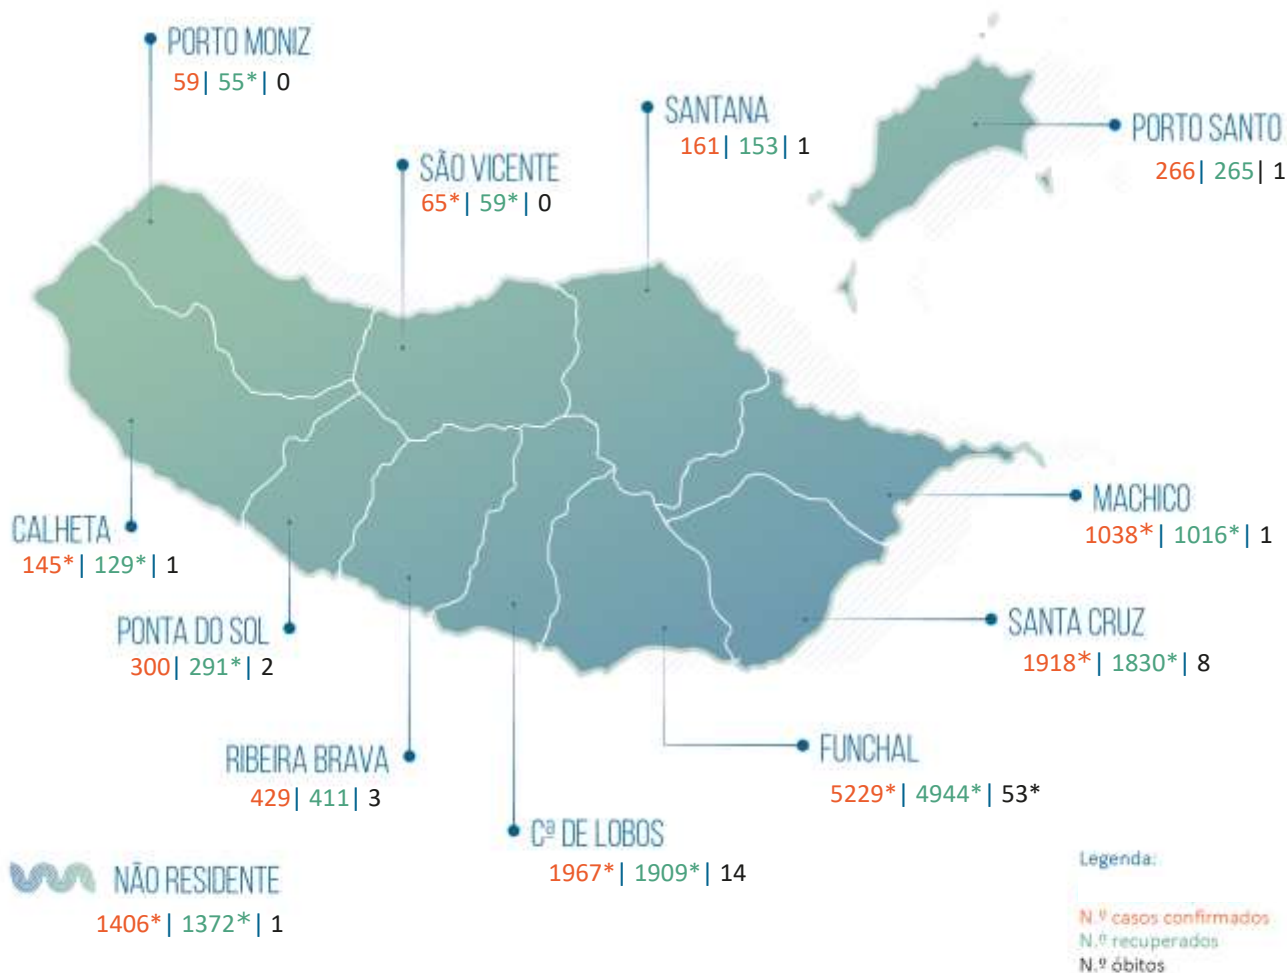 PORTO MONIZ
59| 55*| 0
SANTANA
161| 153| 1
PORTO SANTO
266| 265| 1
SÃO VICENTE
65*| 59*| 0
MACHICO
1038*| 1016*| 1
CALHETA
145*| 129*| 1
SANTA CRUZ
1918*| 1830*| 8
PONTA DO SOL
300| 291*| 2
FUNCHAL
5229*| 4944*| 53*
RIBEIRA BRAVA
429| 411| 3
Cª DE LOBOS
1967*| 1909*| 14
NÃO RESIDENTE
1406*| 1372*| 1
Legenda:
N.º casos confirmados
N.º recuperados
N.º óbitos